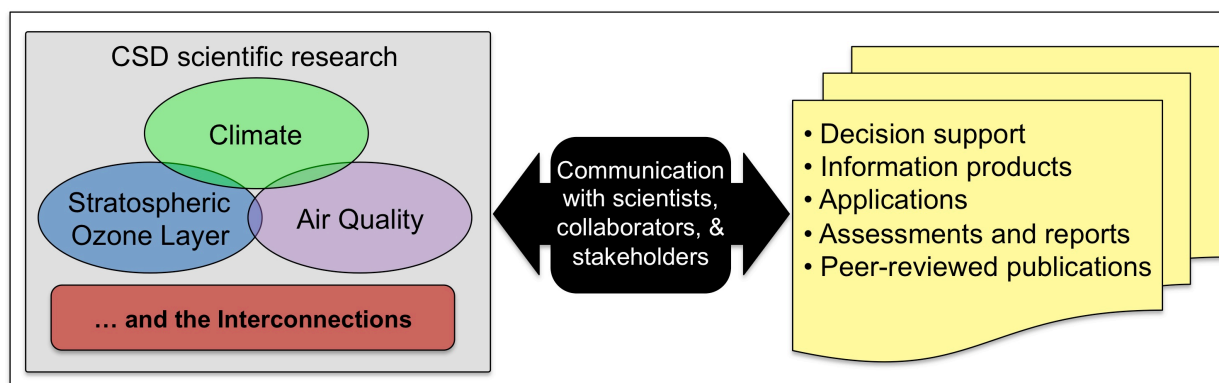 CSD scientific research
Climate
Stratospheric
Ozone Layer
Air Quality
… and the Interconnections
Communication
with scientists,
collaborators, &
stakeholders
• Decision support
• Information products
• Applications
• Assessments and reports
• Peer-reviewed publications